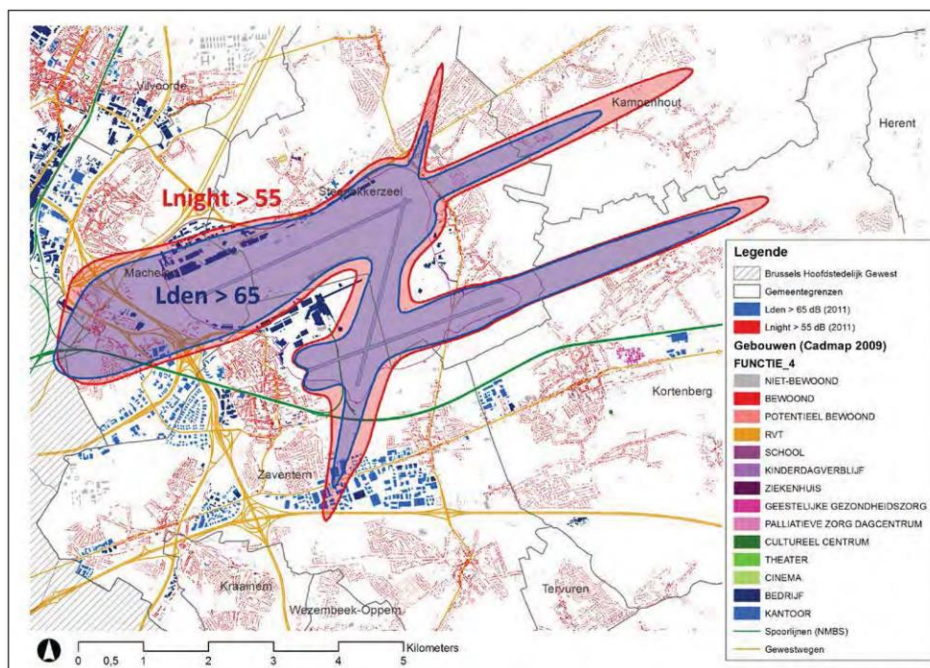 Vilvoorde
Kampenhout
Herent
Steenokkerzeel
Lnight > 55
Machelen
Lden > 65
Kortenberg
Zaventem
Kraainem
Tervuren
Wezembeek-Oppem
Legende
Brussels Hoofdstedelijk Gewest
Gemeentegrenzen
Lden > 65 dB (2011)
Lnight > 55 dB (2011)
Gebouwen (Cadmap 2009)
FUNCTIE_4
NIET-BEWOOND
BEWOOND
POTENTIEEL BEWOOND
RVT
SCHOOL
KINDERDAGVERBLIJF
ZIEKENHUIS
GEESTELIJKE GEZONDHEIDSZORG
PALLIATIEVE ZORG DAGCENTRUM
CULTUREEL CENTRUM
THEATER
CINEMA
BEDRIJF
KANTOOR
Spoorlijnen (NMBS)
Gewestwegen
Kilometers
0 0,5 1 2 3 4 5